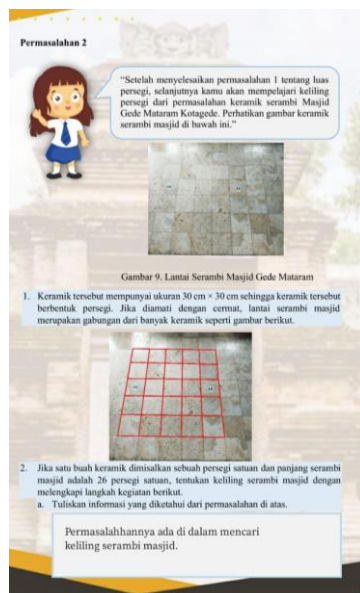 Permasalahan 2
"Setelah menyelesaikan permasalahan 1 tentang luas
persegi, selanjutnya kamu akan mempelajari keliling
persegi dari permasalahan keramik serambi Masjid
Gede Mataram Kotagede. Perhatikan gambar keramik
serambi masjid di bawah ini."
Gambar 9. Lantai Serambi Masjid Gede Mataram
1. Keramik tersebut mempunyai ukuran 30 cm × 30 cm sehingga keramik tersebut
berbentuk persegi. Jika diamati dengan cermat, lantai serambi masjid
merupakan gabungan dari banyak keramik seperti gambar berikut.
2. Jika satu buah keramik dimisalkan sebuah persegi satuan dan panjang serambi
masjid adalah 26 persegi satuan, tentukan keliling serambi masjid dengan
melengkapi langkah kegiatan berikut.
a. Tuliskan informasi yang diketahui dari permasalahan di atas.
Permasalahhannya ada di dalam mencari
keliling serambi masjid.